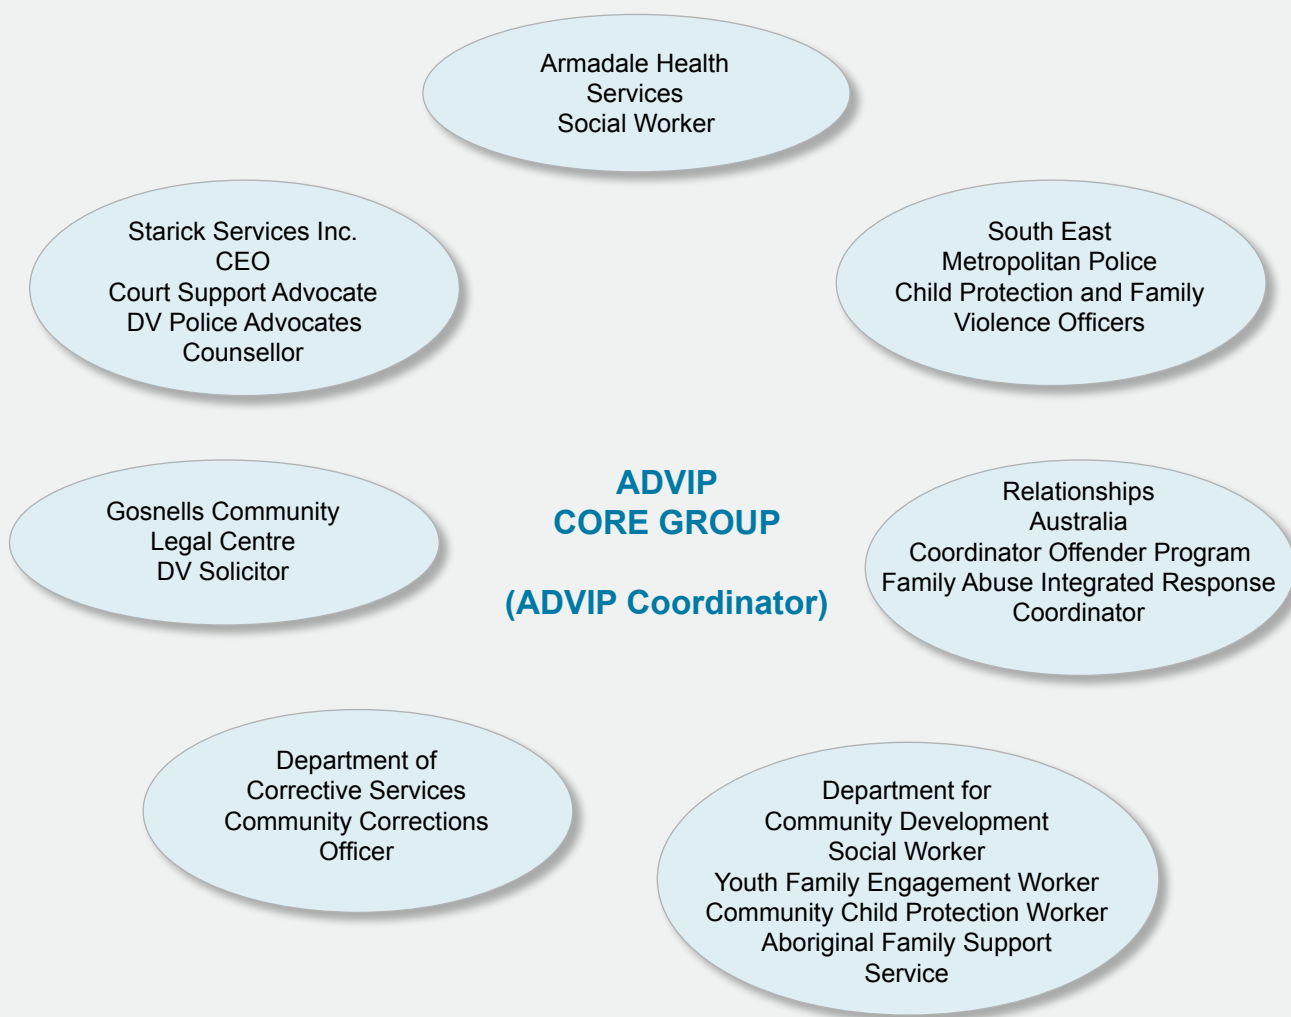 Armadale Health
Services
Social Worker
Starick Services Inc.
CEO
Court Support Advocate
DV Police Advocates
Counsellor
South East
Metropolitan Police
Child Protection and Family
Violence Officers
Gosnells Community
Legal Centre
DV Solicitor
ADVIP
CORE GROUP
(ADVIP Coordinator)
Relationships
Australia
Coordinator Offender Program
Family Abuse Integrated Response
Coordinator
Department of
Corrective Services
Community Corrections
Officer
Department for
Community Development
Social Worker
Youth Family Engagement Worker
Community Child Protection Worker
Aboriginal Family Support
Service